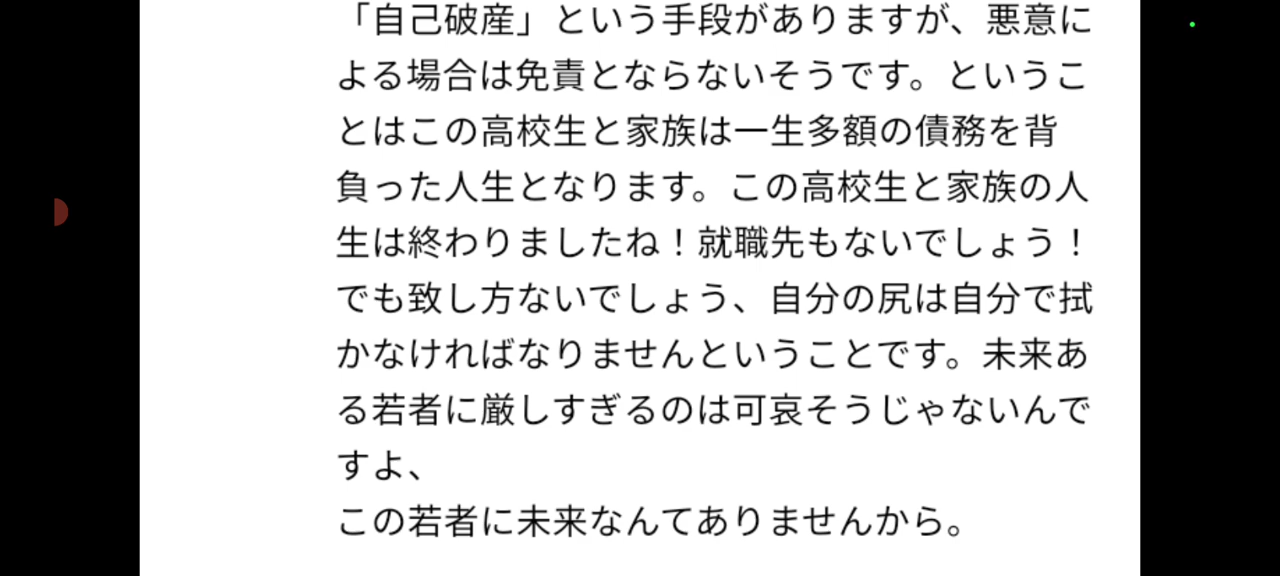 「自己破産」という手段がありますが、悪意に
よる場合は免責とならないそうです。というこ
とはこの高校生と家族は一生多額の債務を背
負った人生となります。この高校生と家族の人
生は終わりましたね！就職先もないでしょう！
でも致し方ないでしょう、自分の尻は自分で拭
かなければなりませんということです。未来あ
る若者に厳しすぎるのは可哀そうじゃないんで
すよ、
この若者に未来なんてありませんから。